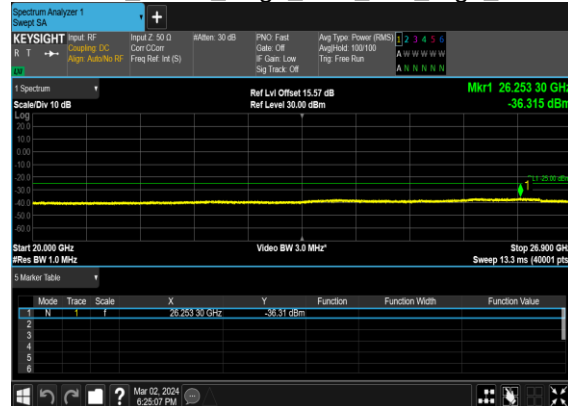 Spectrum Analyzer 1
Swept SA
+
KEYSIGHT
R T
LXI
Input: RF
Coupling: DC
Align: Auto/No RF
Input Z: 50 Ω
Corr CCorr
Freq Ref: Int (S)
#Atten: 30 dB
PNO: Fast
Gate: Off
IF Gain: Low
Sig Track: Off
Avg Type: Power (RMS)
Avg|Hold: 100/100
Trig: Free Run
1 2 3 4 5 6
A W W W W W
A N N N N N
1 Spectrum
Scale/Div 10 dB
Ref Lvl Offset 15.57 dB
Ref Level 30.00 dBm
Mkr1 26.253 30 GHz
-36.315 dBm
Log
20.0
10.0
0.00
-10.0
-20.0
-30.0
-40.0
-50.0
-60.0
DL1 -25.00 dBm
1
Start 20.000 GHz
#Res BW 1.0 MHz
Video BW 3.0 MHz*
Stop 26.900 GHz
Sweep 13.3 ms (40001 pts)
5 Marker Table
Mode Trace Scale X Y Function Function Width Function Value
1 N 1 f 26.253 30 GHz -36.31 dBm
2
3
4
5
6
?
Mar 02, 2024
6:25:07 PM